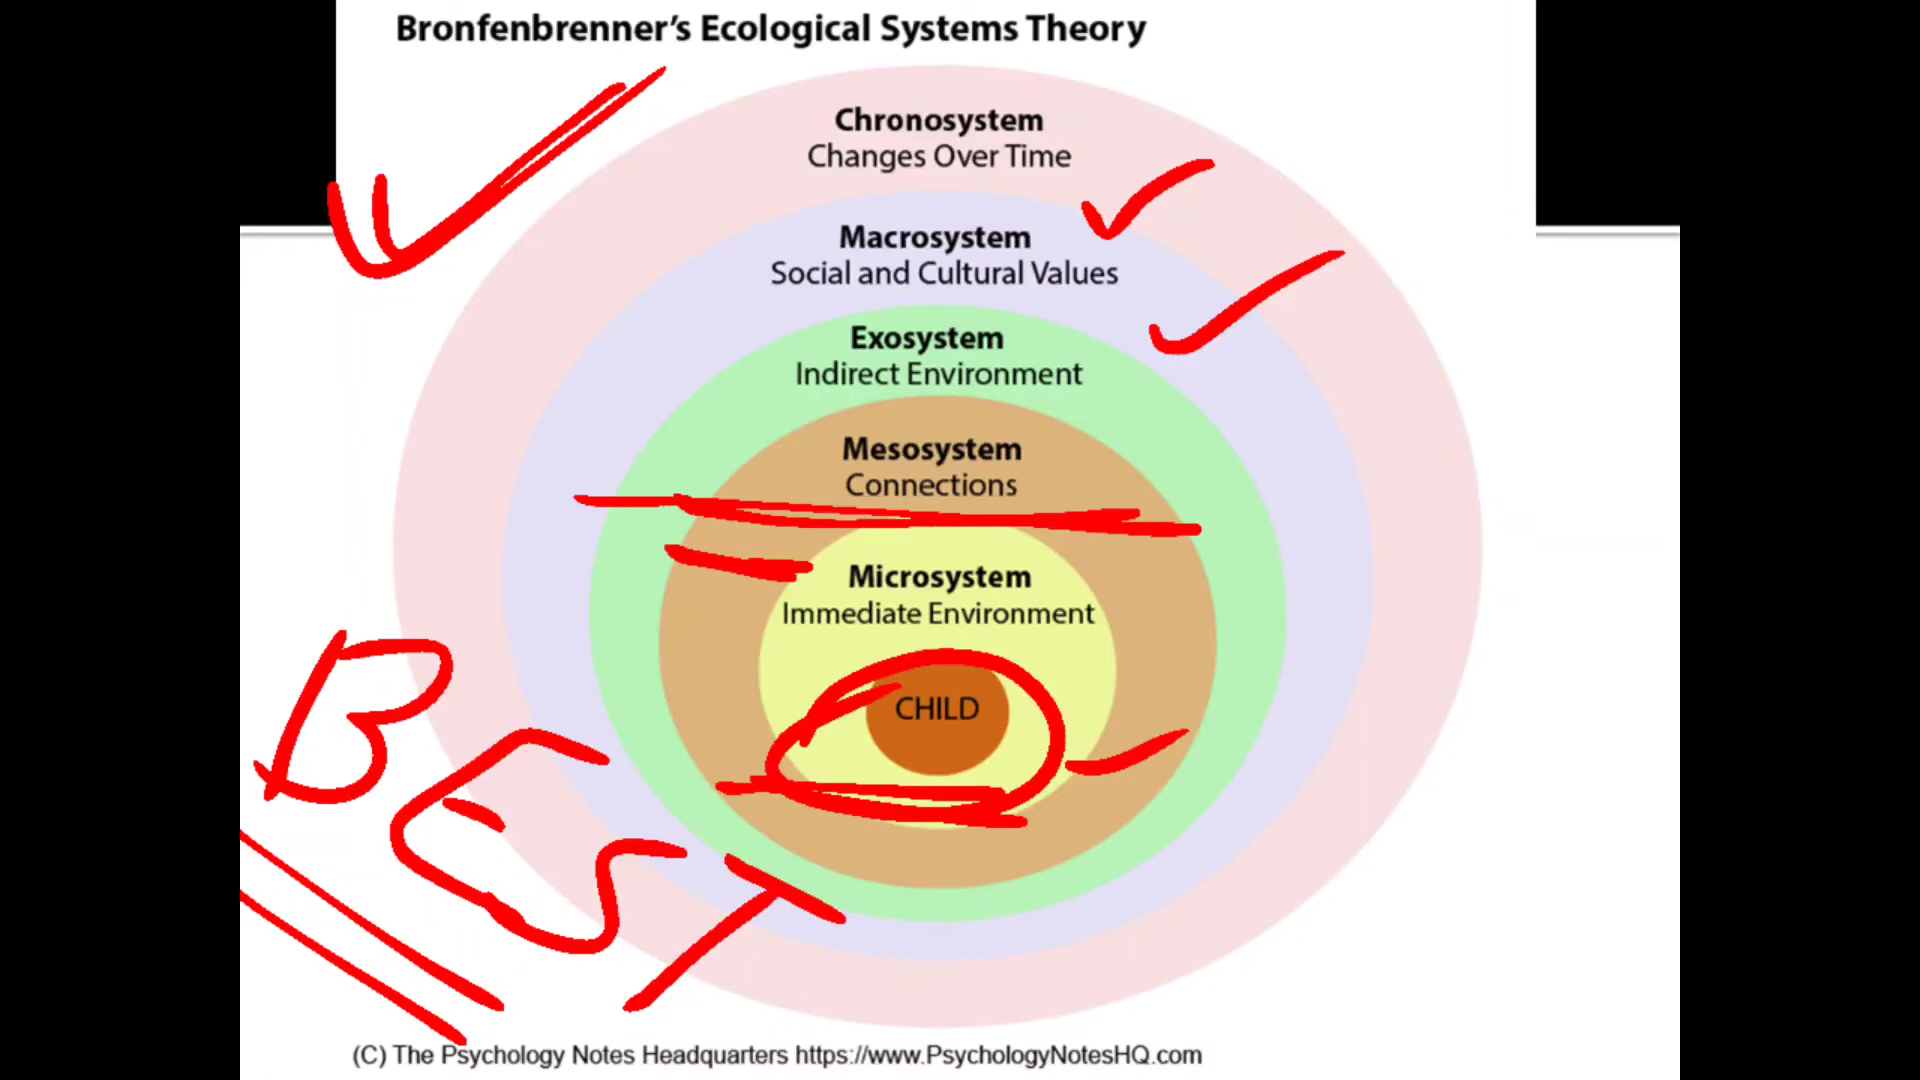 Bronfenbrenner's Ecological Systems Theory
Chronosystem
Changes Over Time
Macrosystem
Social and Cultural Values
Exosystem
Indirect Environment
Mesosystem
Connections
Microsystem
Immediate Environment
CHILD
BEST
(C) The Psychology Notes Headquarters https://www.PsychologyNotesHQ.com